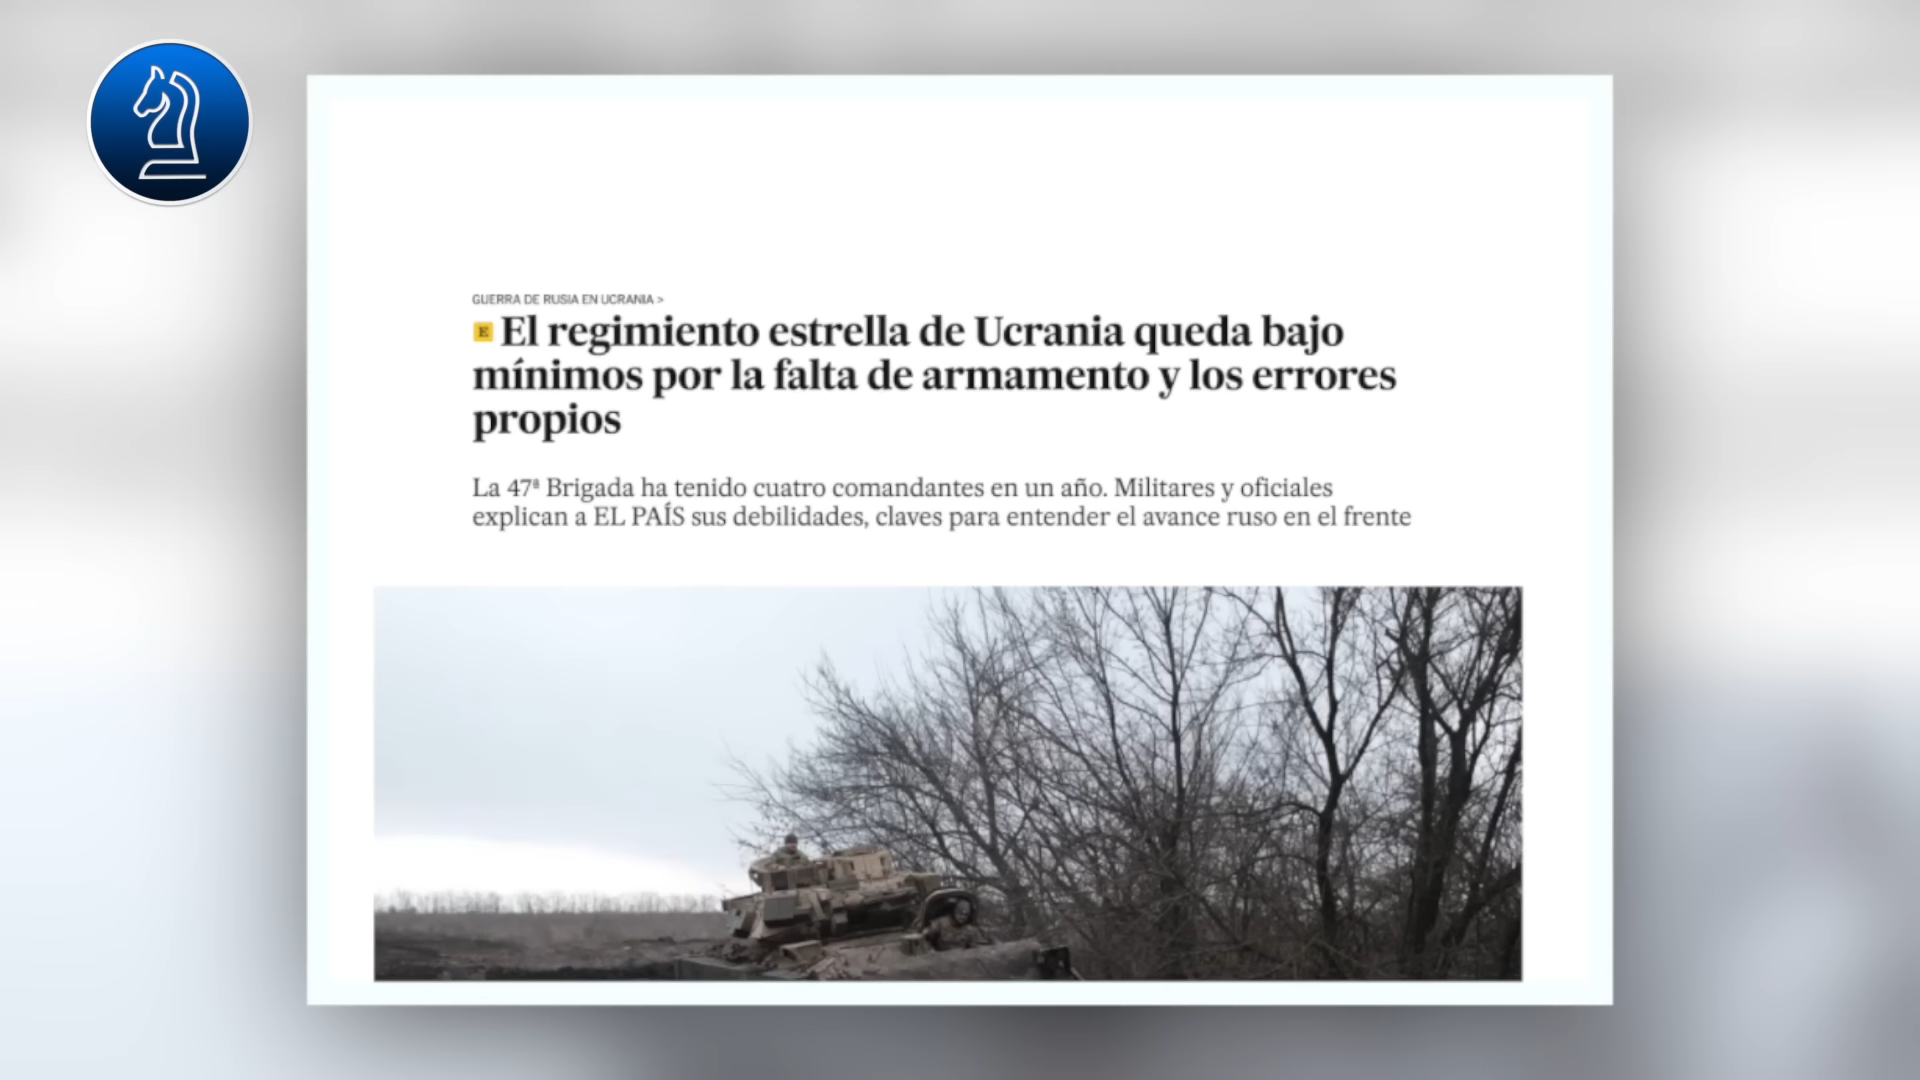 GUERRA DE RUSIA EN UCRANIA >
E El regimiento estrella de Ucrania queda bajo
mínimos por la falta de armamento y los errores
propios
La 47ª Brigada ha tenido cuatro comandantes en un año. Militares y oficiales
explican a EL PAÍS sus debilidades, claves para entender el avance ruso en el frente